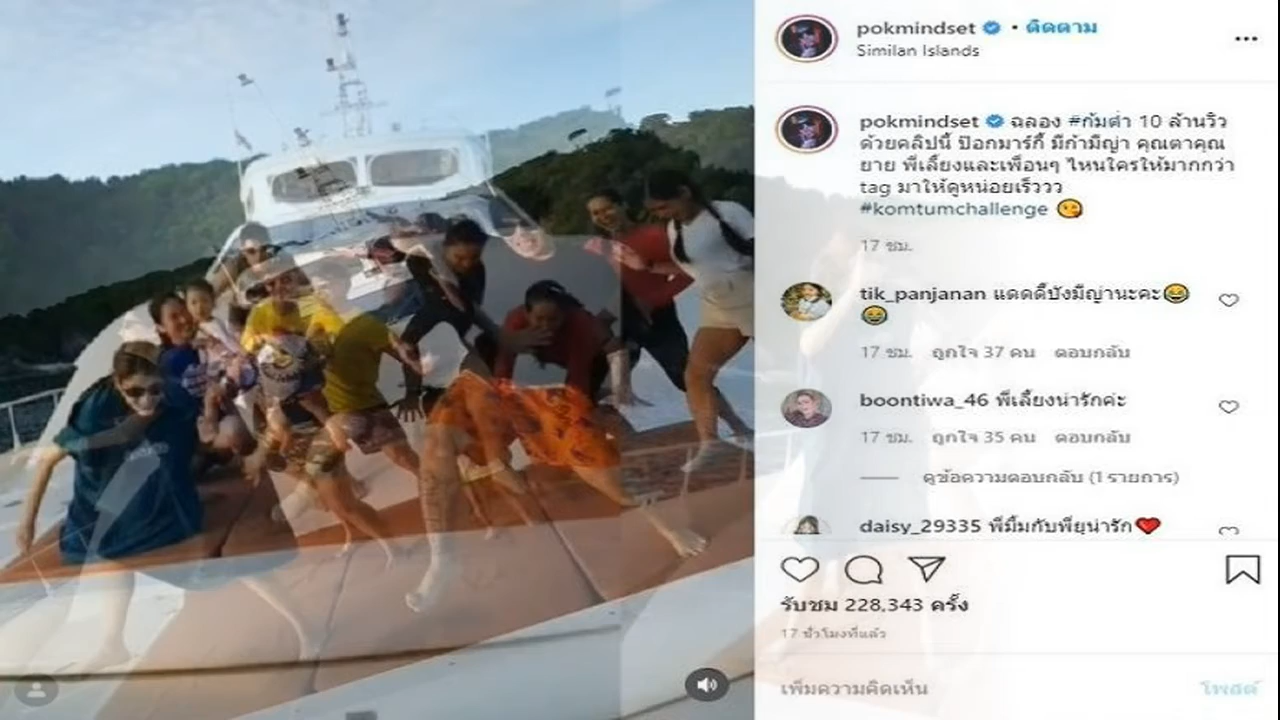 pokmindset • ติดตาม
Similan Islands
pokmindset ฉลอง #ก้มต่ำ 10 ล้านวิว
ด้วยคลิปนี้ ป๊อกมาร์กี้ มีก้ามีญ่า คุณตาคุณ
ยาย พี่เลี้ยงและเพื่อนๆ ไหนใครให้มากกว่า
tag มาให้ดูหน่อยเร็ววว
#komtumchallenge 😘
17 ชม.
tik_panjanan แดดดี้บังมีญ่านะคะ😂
😂
17 ชม. ถูกใจ 37 คน ตอบกลับ
boontiwa_46 พี่เลี้ยงน่ารักค่ะ
17 ชม. ถูกใจ 35 คน ตอบกลับ
ดูข้อความตอบกลับ (1 รายการ)
daisy_29335 พี่มิ้มกับพี่ยุน่ารัก❤️
รับชม 228,343 ครั้ง
17 ชั่วโมงที่แล้ว
เพิ่มความคิดเห็น โพสต์